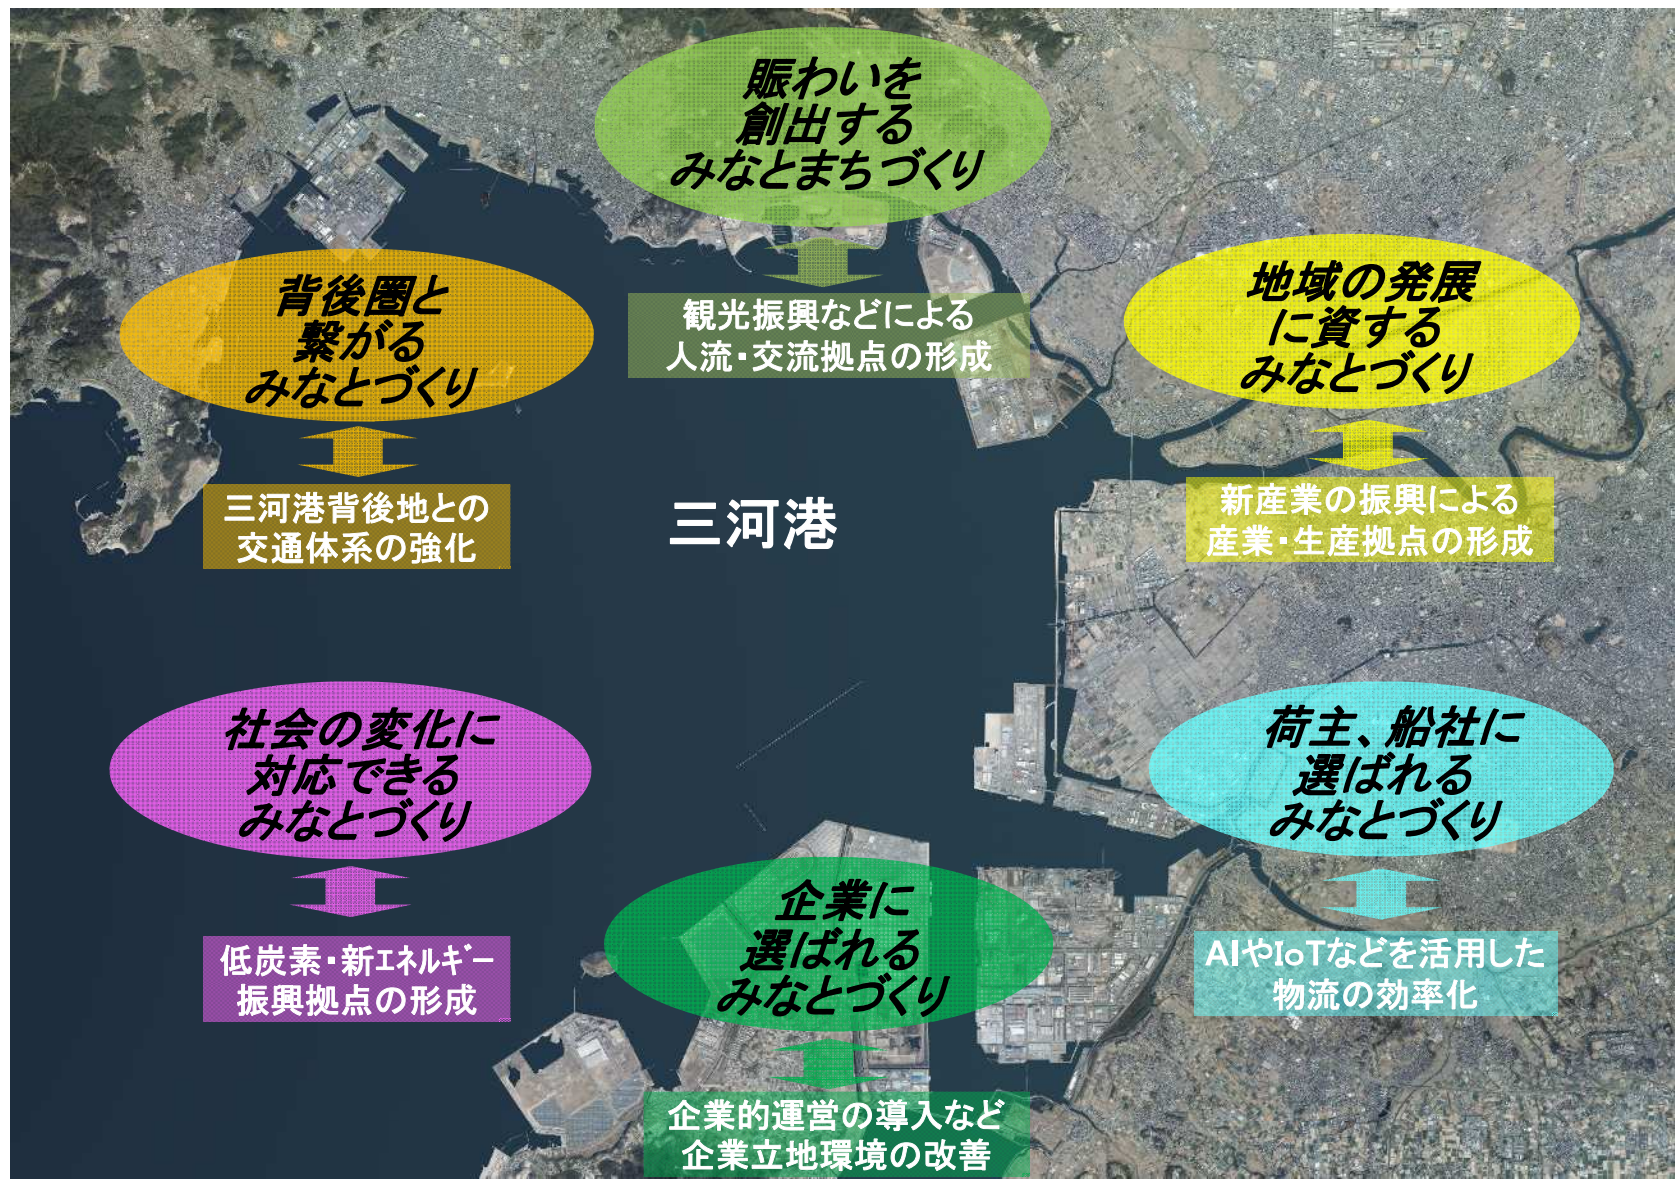 賑わいを
創出する
みなとまちづくり
観光振興などによる
人流・交流拠点の形成
背後圏と
繋がる
みなとづくり
三河港背後地との
交通体系の強化
地域の発展
に資する
みなとづくり
新産業の振興による
産業・生産拠点の形成
三河港
社会の変化に
対応できる
みなとづくり
低炭素・新エネルギー
振興拠点の形成
荷主、船社に
選ばれる
みなとづくり
AIやIoTなどを活用した
物流の効率化
企業に
選ばれる
みなとづくり
企業的運営の導入など
企業立地環境の改善